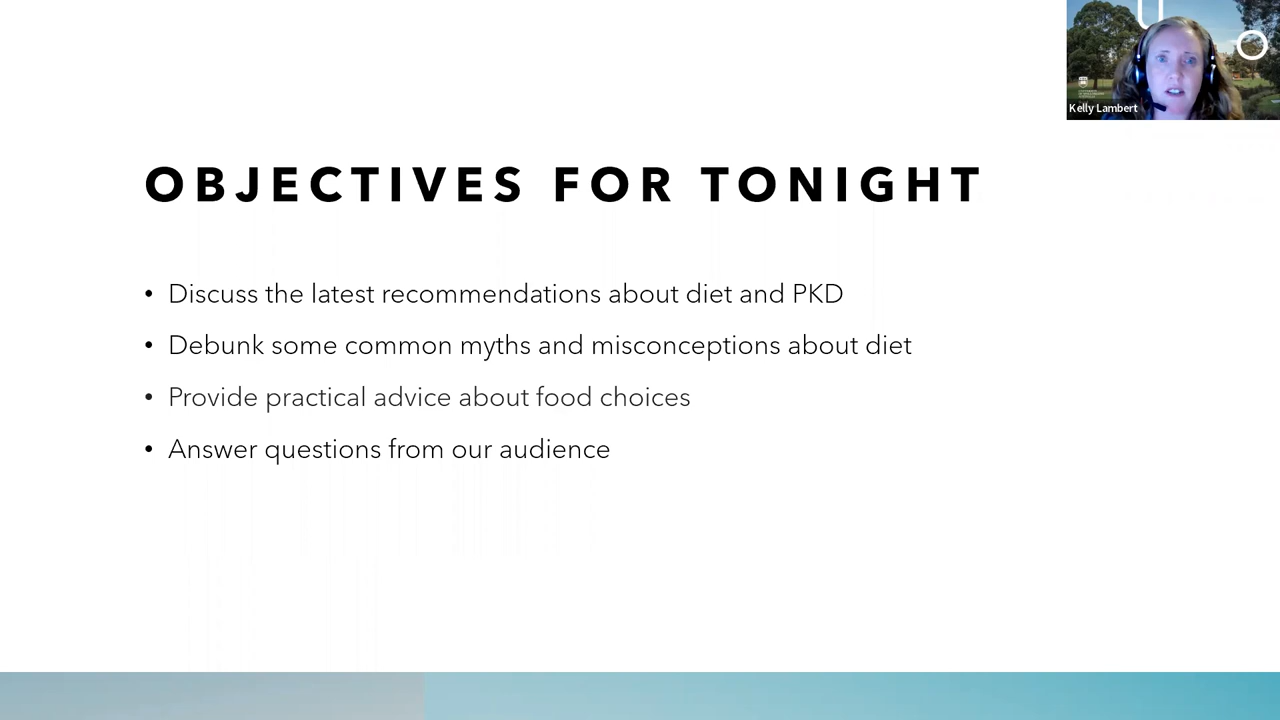 Kelly Lambert
OBJECTIVES FOR TONIGHT
• Discuss the latest recommendations about diet and PKD
• Debunk some common myths and misconceptions about diet
• Provide practical advice about food choices
• Answer questions from our audience